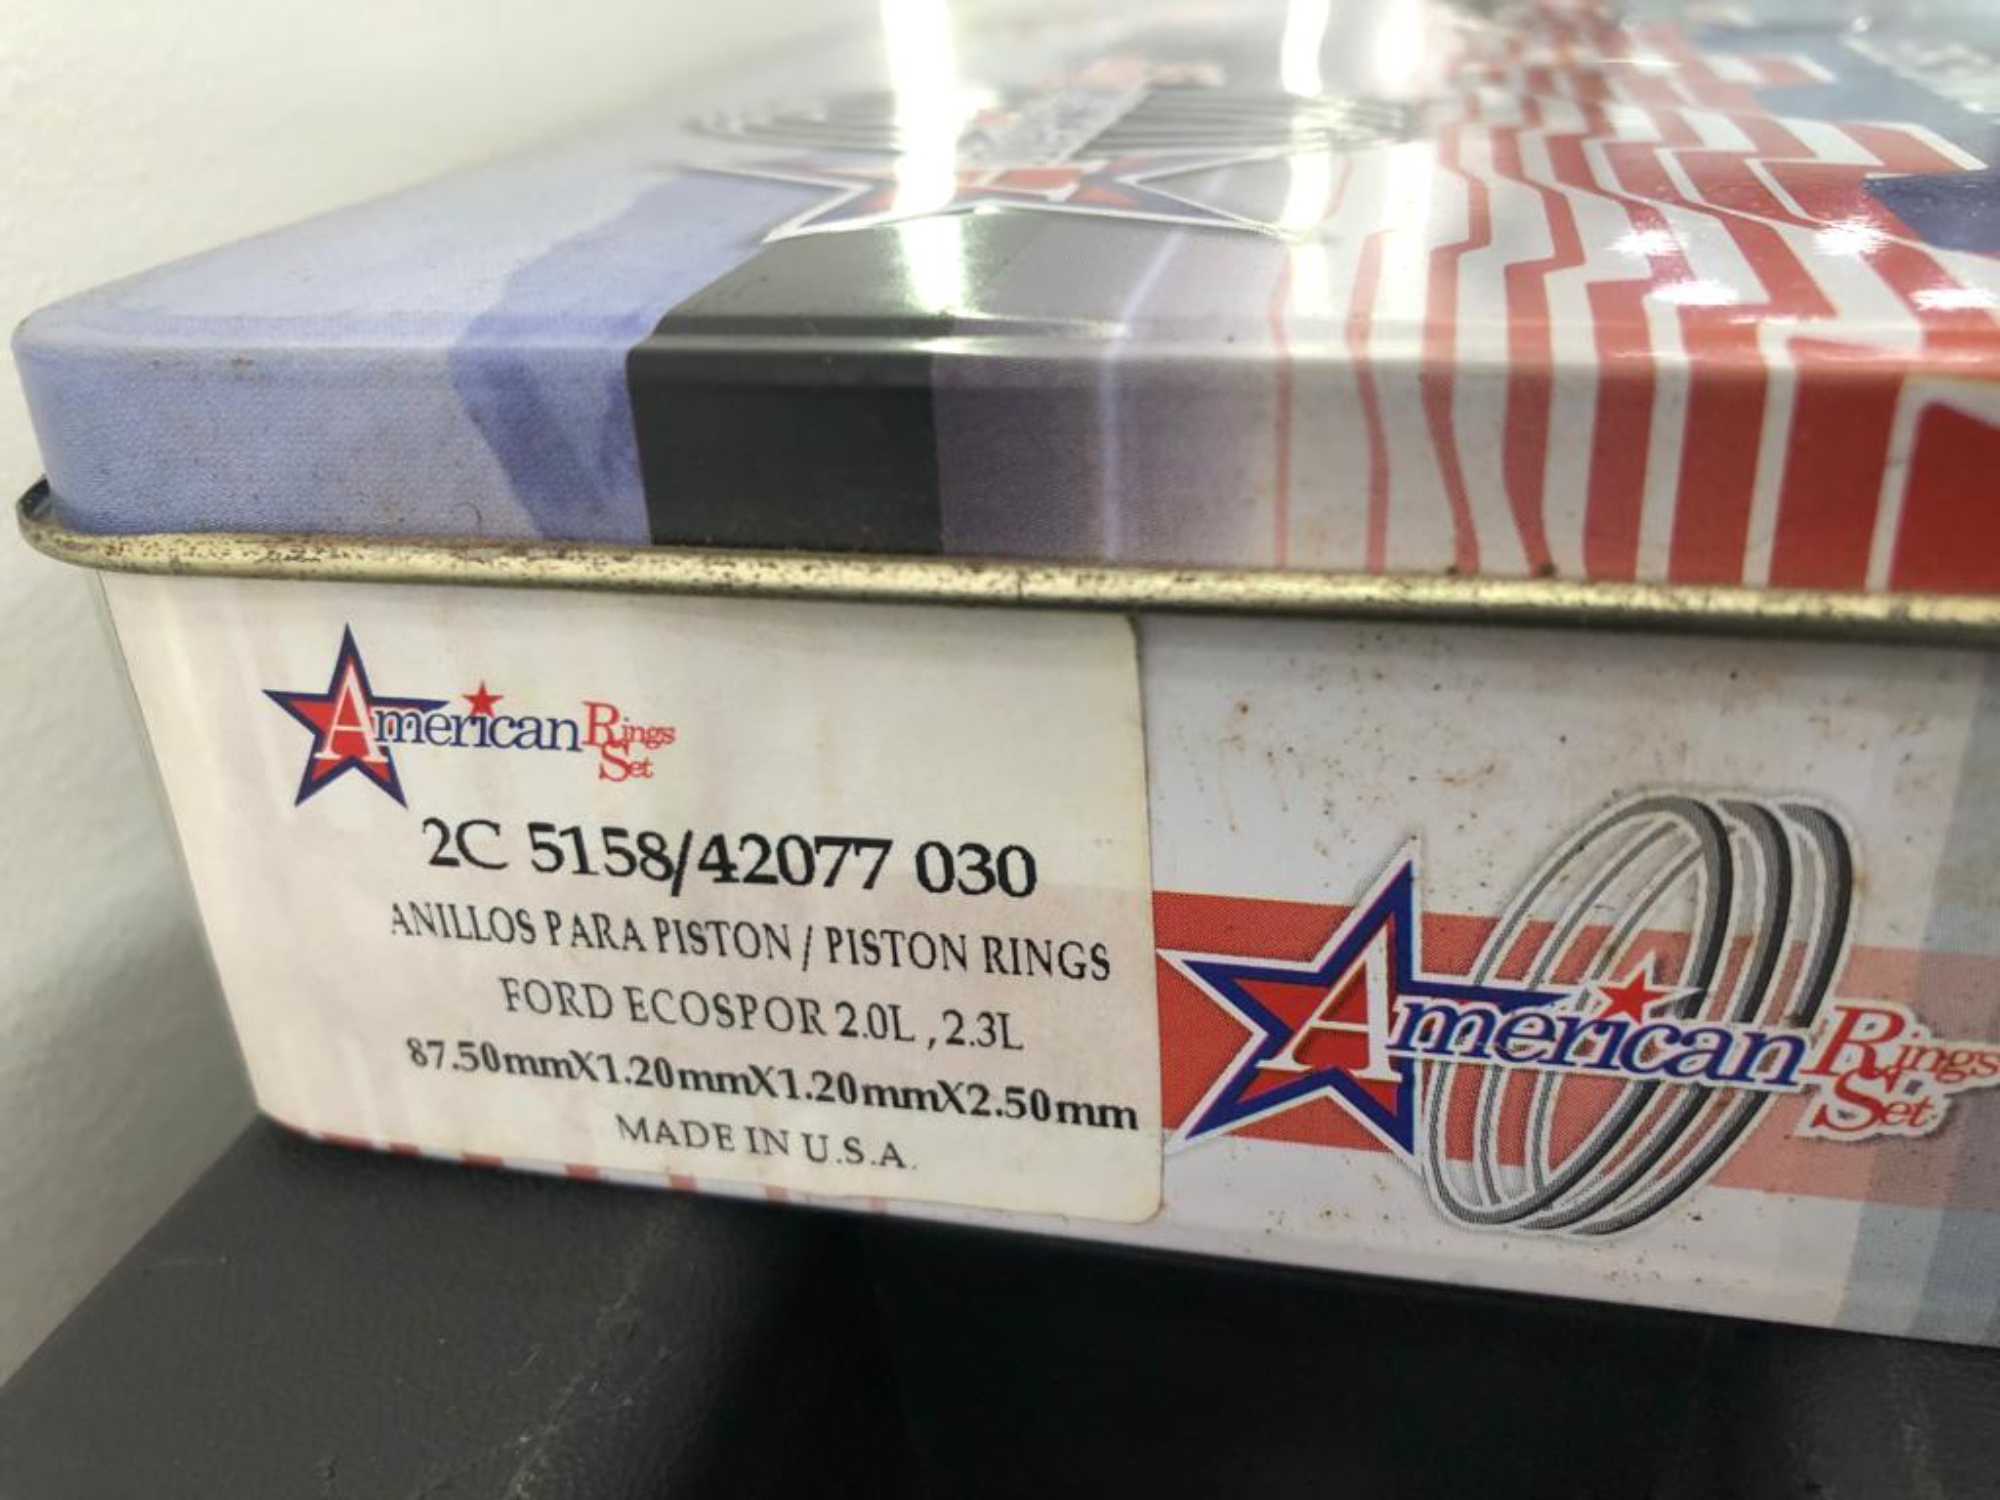 American Rings
Set
2C 5158/42077 030
ANILLOS PARA PISTON / PISTON RINGS
FORD ECOSPOR 2.0L , 2.3L
87.50mmX1.20mmX1.20mmX2.50mm
MADE IN U.S.A.
American Rings
Set